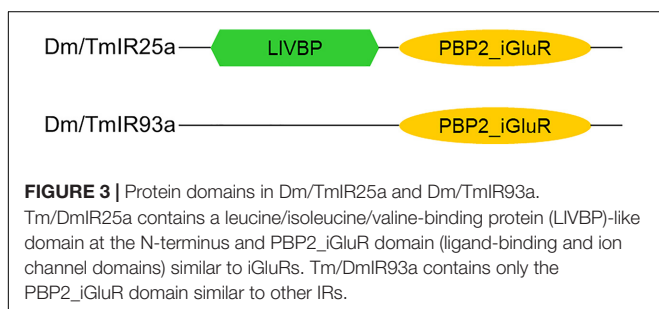 Dm/TmIR25a LIVBP PBP2_iGluR
Dm/TmIR93a PBP2_iGluR
FIGURE 3 | Protein domains in Dm/TmIR25a and Dm/TmIR93a.
Tm/DmIR25a contains a leucine/isoleucine/valine-binding protein (LIVBP)-like
domain at the N-terminus and PBP2_iGluR domain (ligand-binding and ion
channel domains) similar to iGluRs. Tm/DmIR93a contains only the
PBP2_iGluR domain similar to other IRs.